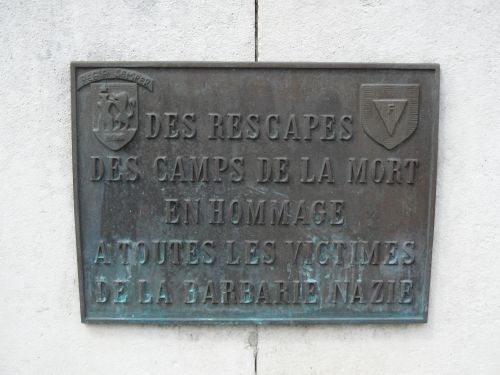 DES RESCAPES
F
DES CAMPS DE LA MORT
EN HOMMAGE
A TOUTES LES VICTIMES
DE LA BARBARIE NAZIE